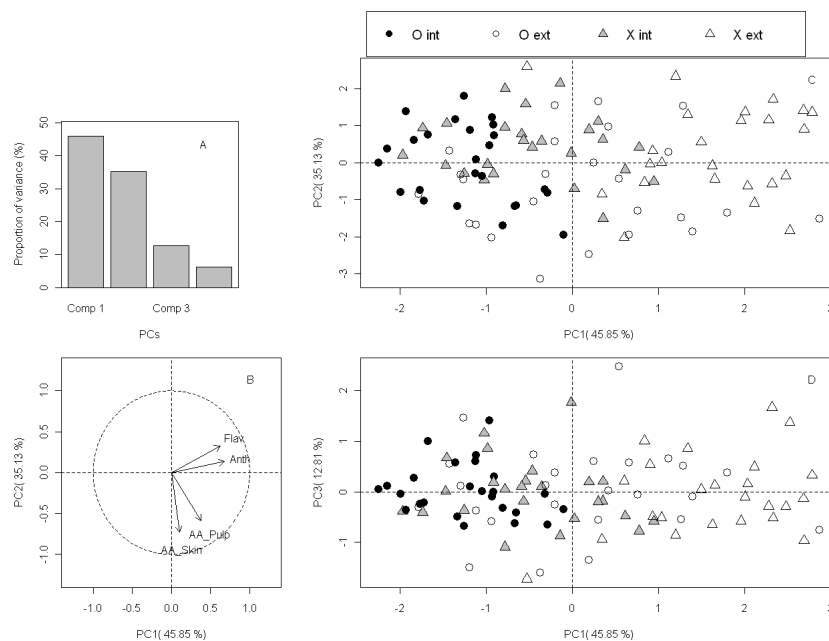 O int O ext X int X ext
A
Proportion of variance (%)
50
40
30
20
10
0
Comp 1 Comp 3
PCs
C
PC2( 35.13 %)
2
1
0
-1
-2
-3
-2 -1 0 1 2 3
PC1( 45.85 %)
B
PC2( 35.13 %)
1.0
0.5
0.0
-0.5
-1.0
Flav
Anth
AA_Pulp
AA_Skin
-1.0 0.0 0.5 1.0
PC1( 45.85 %)
D
PC3( 12.81 %)
2
1
0
-1
-2 -1 0 1 2 3
PC1( 45.85 %)